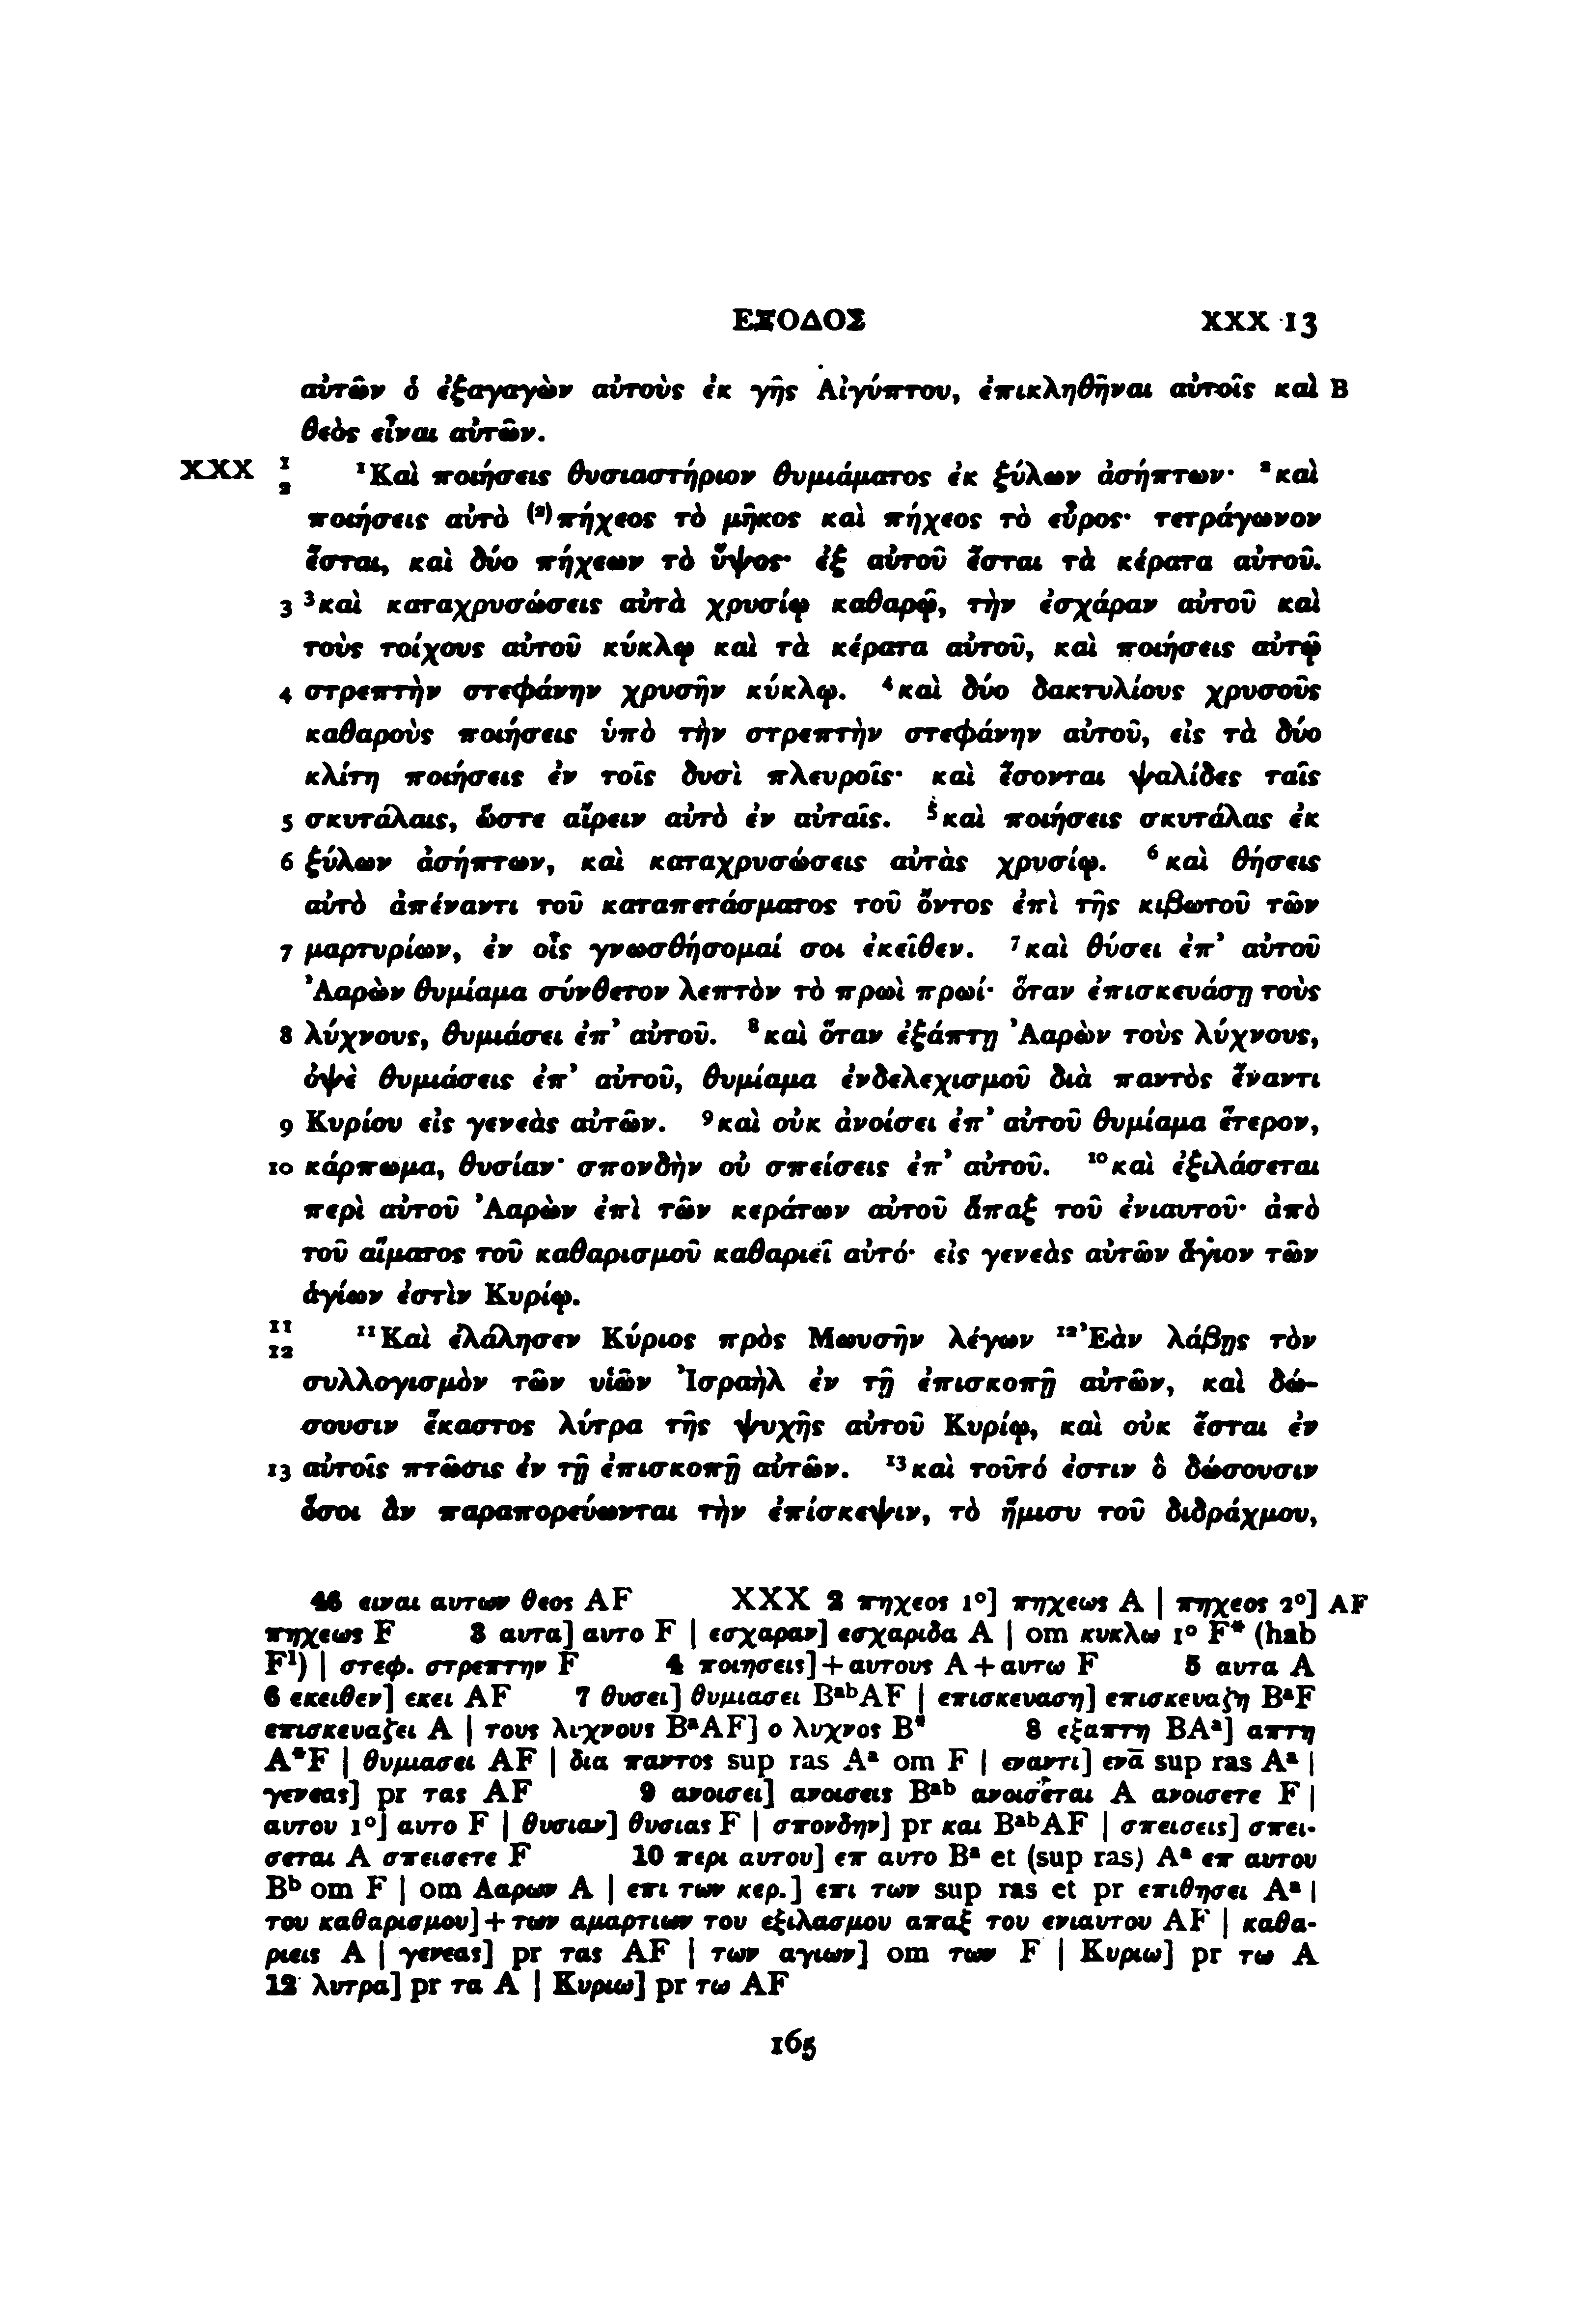 ΕΞΟΔΟΣ XXX 13
αὐτῶν ὁ ἐξαγαγὼν αὐτοὺς ἐκ γῆς Αἰγύπτου, ἐπικληθῆναι αὐτοῖς καὶ B
θεὸς εἶναι αὐτῶν.
XXX 1 2 ¹Καὶ ποιήσεις θυσιαστήριον θυμιάματος ἐκ ξύλων ἀσήπτων· ²καὶ
ποιήσεις αὐτὸ (²)πήχεος τὸ μῆκος καὶ πήχεος τὸ εὖρος· τετράγωνον
ἔσται, καὶ δύο πήχεων τὸ ὕψος· ἐξ αὐτοῦ ἔσται τὰ κέρατα αὐτοῦ.
3 ³καὶ καταχρυσώσεις αὐτὰ χρυσίῳ καθαρῷ, τὴν ἐσχάραν αὐτοῦ καὶ
τοὺς τοίχους αὐτοῦ κύκλῳ καὶ τὰ κέρατα αὐτοῦ, καὶ ποιήσεις αὐτῷ
4 στρεπτὴν στεφάνην χρυσῆν κύκλῳ. ⁴καὶ δύο δακτυλίους χρυσοῦς
καθαροὺς ποιήσεις ὑπὸ τὴν στρεπτὴν στεφάνην αὐτοῦ, εἰς τὰ δύο
κλίτη ποιήσεις ἐν τοῖς δυσὶ πλευροῖς· καὶ ἔσονται ψαλίδες ταῖς
5 σκυτάλαις, ὥστε αἴρειν αὐτὸ ἐν αὐταῖς. ⁵καὶ ποιήσεις σκυτάλας ἐκ
6 ξύλων ἀσήπτων, καὶ καταχρυσώσεις αὐτὰς χρυσίῳ. ⁶καὶ θήσεις
αὐτὸ ἀπέναντι τοῦ καταπετάσματος τοῦ ὄντος ἐπὶ τῆς κιβωτοῦ τῶν
7 μαρτυρίων, ἐν οἷς γνωσθήσομαί σοι ἐκεῖθεν. ⁷καὶ θύσει ἐπ’ αὐτοῦ
Ἀαρὼν θυμίαμα σύνθετον λεπτὸν τὸ πρωὶ πρωί· ὅταν ἐπισκευάσῃ τοὺς
8 λύχνους, θυμιάσει ἐπ’ αὐτοῦ. ⁸καὶ ὅταν ἐξάπτῃ Ἀαρὼν τοὺς λύχνους,
ὀψὲ θυμιάσεις ἐπ’ αὐτοῦ, θυμίαμα ἐνδελεχισμοῦ διὰ παντὸς ἔναντι
9 Κυρίου εἰς γενεὰς αὐτῶν. ⁹καὶ οὐκ ἀνοίσει ἐπ’ αὐτοῦ θυμίαμα ἕτερον,
10 κάρπωμα, θυσίαν· σπονδὴν οὐ σπείσεις ἐπ’ αὐτοῦ. ¹⁰καὶ ἐξιλάσεται
περὶ αὐτοῦ Ἀαρὼν ἐπὶ τῶν κεράτων αὐτοῦ ἅπαξ τοῦ ἐνιαυτοῦ· ἀπὸ
τοῦ αἵματος τοῦ καθαρισμοῦ καθαριεῖ αὐτό· εἰς γενεὰς αὐτῶν ἅγιον τῶν
ἁγίων ἐστὶν Κυρίῳ.
11 12 ¹¹Καὶ ἐλάλησεν Κύριος πρὸς Μωυσῆν λέγων ¹²Ἐὰν λάβῃς τὸν
συλλογισμὸν τῶν υἱῶν Ἰσραὴλ ἐν τῇ ἐπισκοπῇ αὐτῶν, καὶ δώ-
σουσιν ἕκαστος λύτρα τῆς ψυχῆς αὐτοῦ Κυρίῳ, καὶ οὐκ ἔσται ἐν
13 αὐτοῖς πτῶσις ἐν τῇ ἐπισκοπῇ αὐτῶν. ¹³καὶ τοῦτό ἐστιν ὃ δώσουσιν
ὅσοι ἂν παραπορεύωνται τὴν ἐπίσκεψιν, τὸ ἥμισυ τοῦ διδράχμου,
46 ειναι αυτων θεος AF XXX 2 πηχεος 1°] πηχεως A | πηχεος 2°] AF
πηχεως F 3 αυτα] αυτο F | εσχαραν] εσχαριδα A | om κυκλω 1° F* (hab
F¹) | στεφ. στρεπτην F 4 ποιησεις]+αυτους A+αυτω F 5 αυτα A
6 εκειθεν] εκει AF 7 θυσει] θυμιασει BᵃᵇAF | επισκευαση] επισκευαζη BᵃF
επισκευαζει A | τους λυχνους BᵃAF] ο λυχνος B* 8 εξαπτη BAᵃ] απτη
A*F | θυμιασει AF | δια παντος sup ras Aᵃ om F | εναντι] ενα̅ sup ras Aᵃ |
γενεας] pr τας AF 9 ανοισει] ανοισεις Bᵃᵇ ανοισεται A ανοισετε F |
αυτου 1°] αυτο F | θυσιαν] θυσιας F | σπονδην] pr και BᵃᵇAF | σπεισεις] σπει-
σεται A σπεισετε F 10 περι αυτου] επ αυτο Bᵃ et (sup ras) Aᵃ επ αυτου
Bᵇ om F | om Ααρων A | επι των κερ.] επι των sup ras et pr επιθησει Aᵃ |
του καθαρισμου]+των αμαρτιων του εξιλασμου απαξ του ενιαυτου AF | καθα-
ριεις A | γενεας] pr τας AF | των αγιων] om των F | Κυριω] pr τω A
12 λυτρα] pr τα A | Κυριω] pr τω AF
165